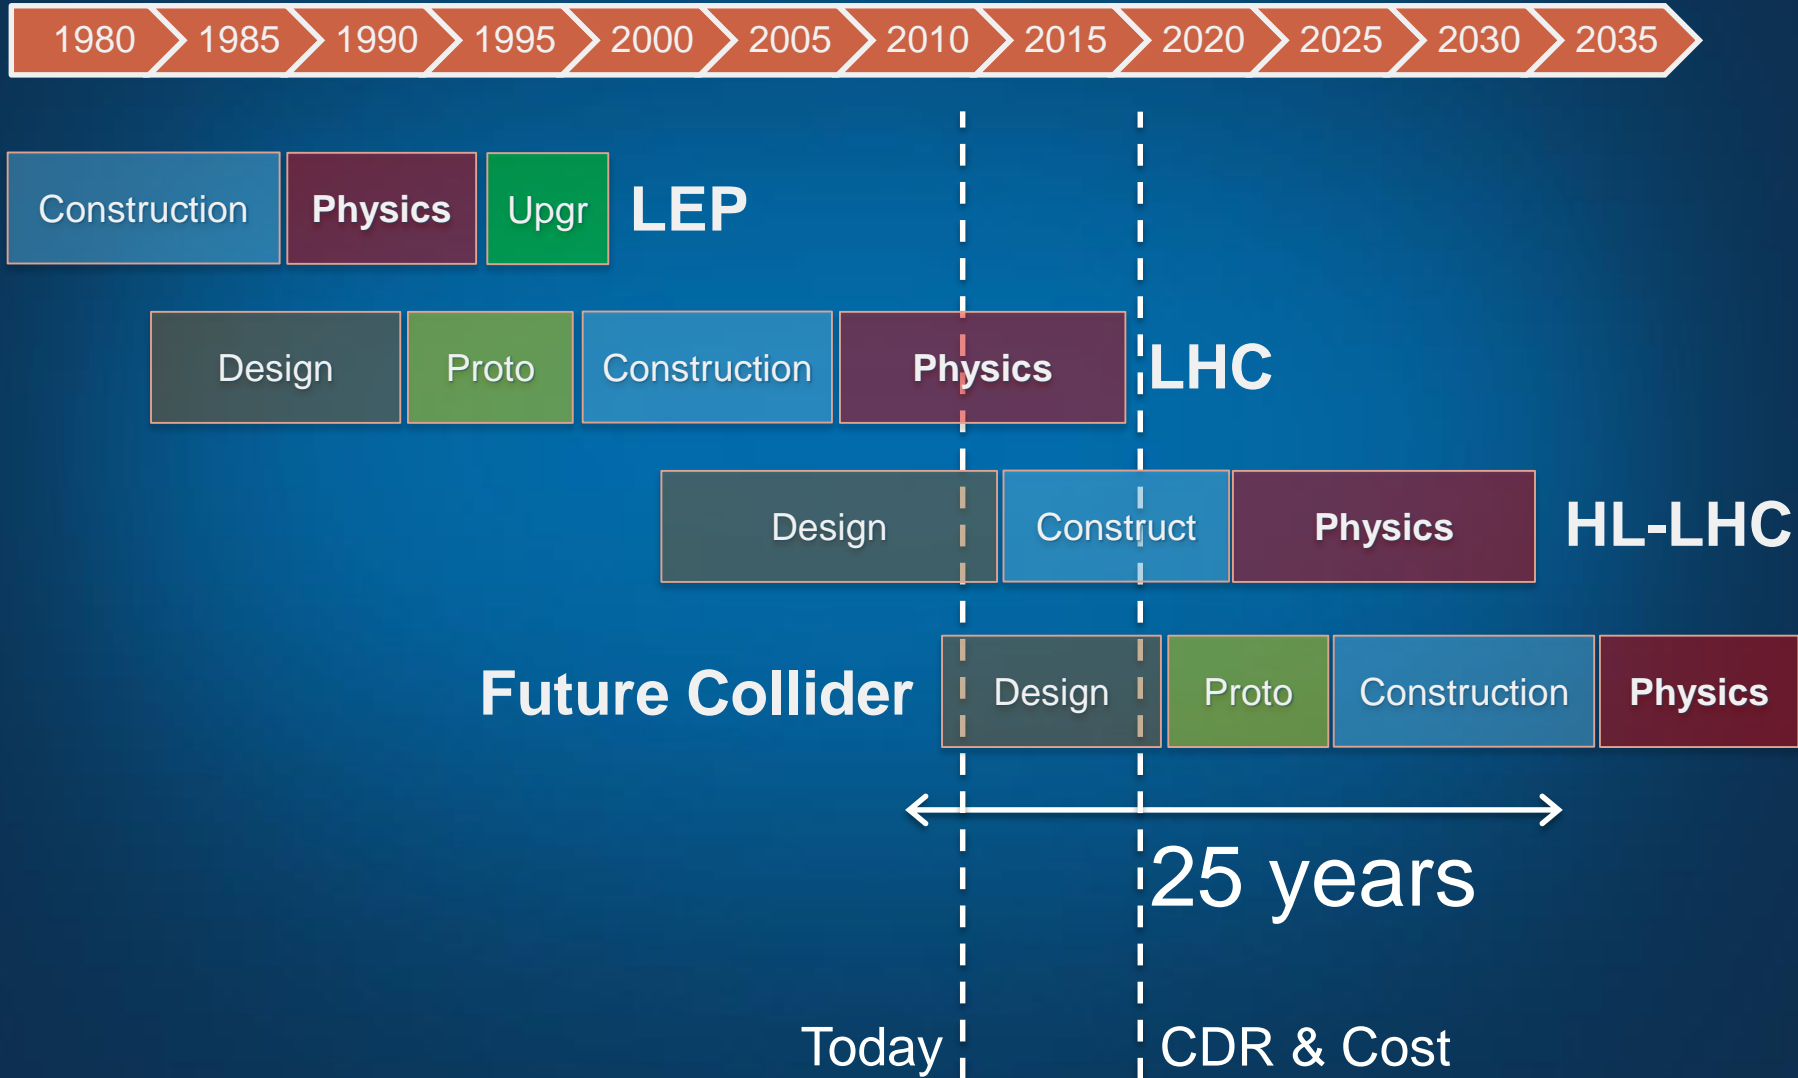 1980 1985 1990 1995 2000 2005 2010 2015 2020 2025 2030 2035
Construction Physics Upgr LEP
Design Proto Construction Physics LHC
Design Construct Physics HL-LHC
Future Collider Design Proto Construction Physics
25 years
Today CDR & Cost